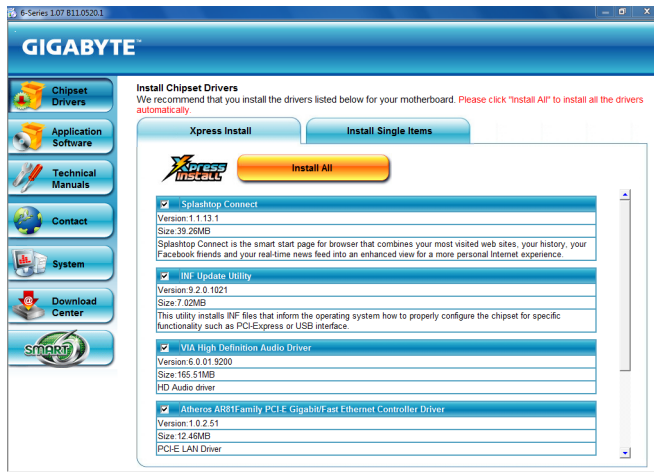 6-Series 1.07 B11.0520.1
GIGABYTE™
Chipset
Drivers
Application
Software
Technical
Manuals
Contact
System
Download
Center
SMART
Install Chipset Drivers
We recommend that you install the drivers listed below for your motherboard. Please click "Install All" to install all the drivers
automatically.
Xpress Install
Install Single Items
Xpress
INSTALL
Install All
Splashtop Connect
Version:1.1.13.1
Size:39.26MB
Splashtop Connect is the smart start page for browser that combines your most visited web sites, your history, your
Facebook friends and your real-time news feed into an enhanced view for a more personal Internet experience.
INF Update Utility
Version:9.2.0.1021
Size:7.02MB
This utility installs INF files that inform the operating system how to properly configure the chipset for specific
functionality such as PCI-Express or USB interface.
VIA High Definition Audio Driver
Version:6.0.01.9200
Size:165.51MB
HD Audio driver
Atheros AR81Family PCI-E Gigabit/Fast Ethernet Controller Driver
Version:1.0.2.51
Size:12.46MB
PCI-E LAN Driver